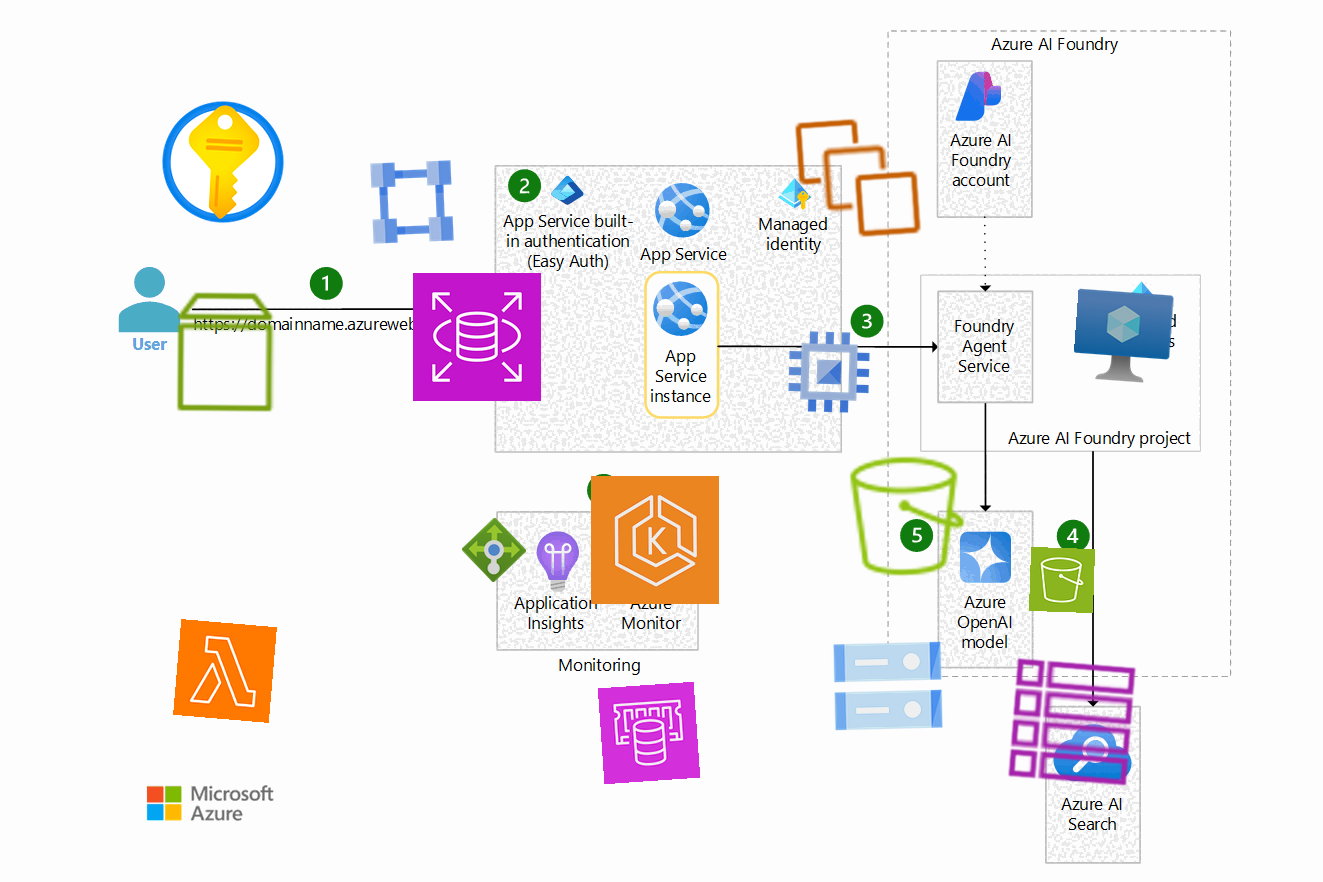 Azure AI Foundry
Azure AI
Foundry
account
2
App Service built-
in authentication
(Easy Auth)
App Service
Managed
identity
1
https://domainname.azureweb
User
App
Service
instance
3
Foundry
Agent
Service
Azure AI Foundry project
K
Application
Insights
Azure
Monitor
Monitoring
5
4
Azure
OpenAI
model
Azure AI
Search
Microsoft
Azure